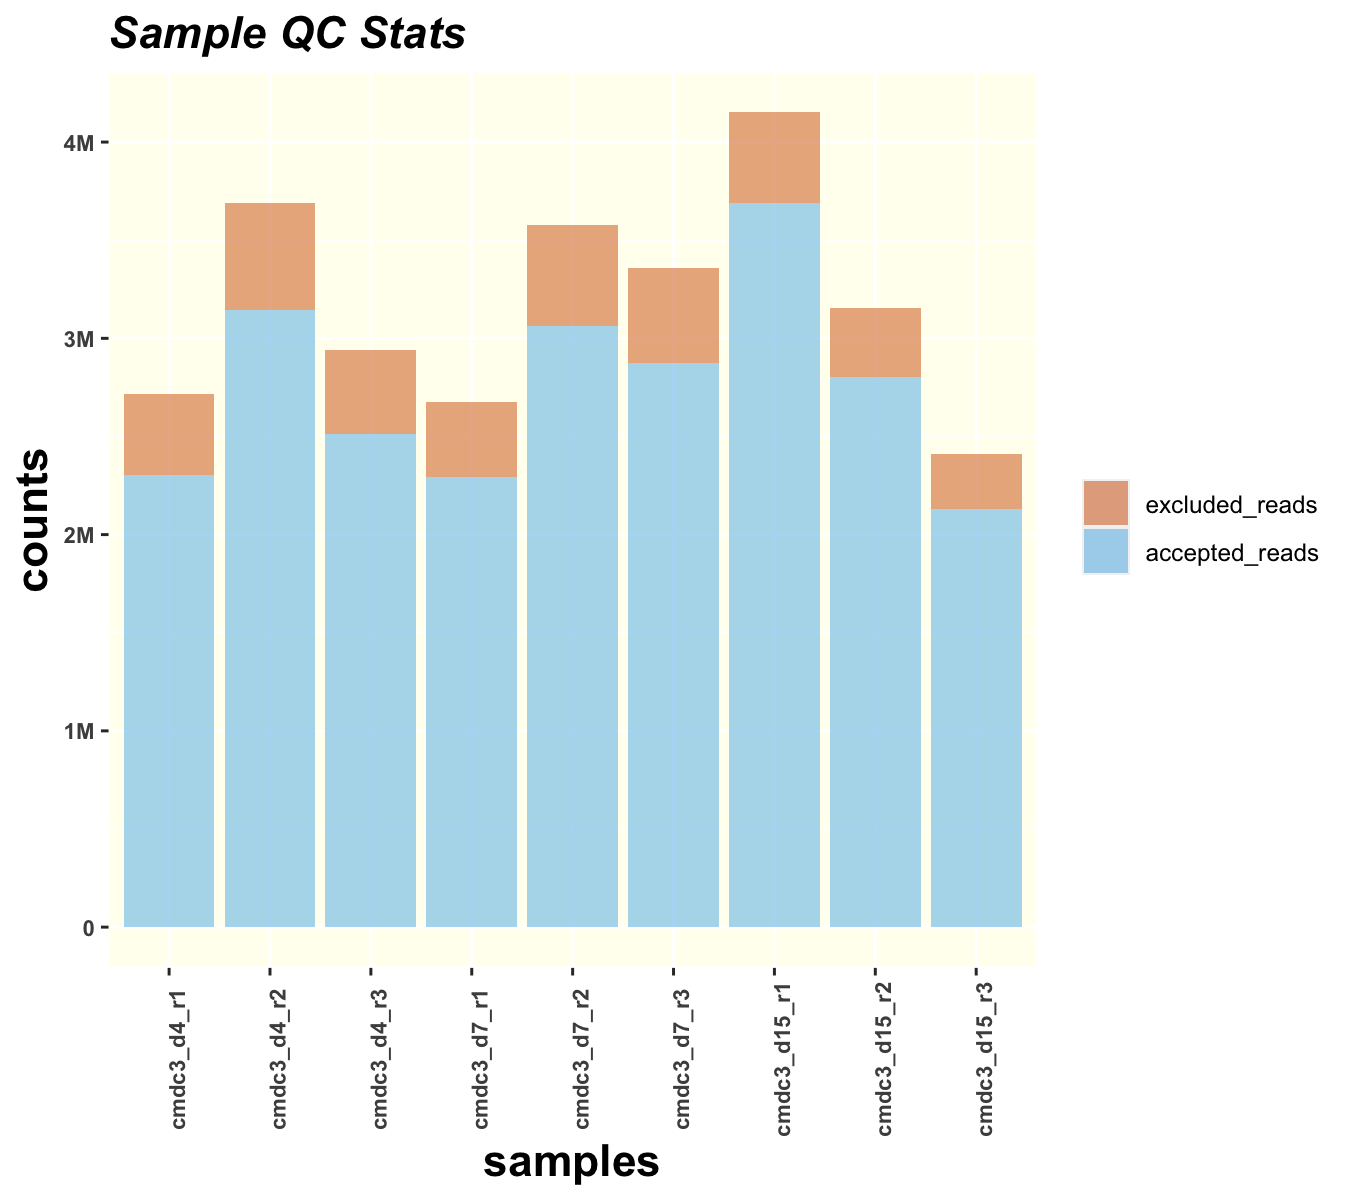 Sample QC Stats
counts
4M
3M
2M
1M
0
cmdc3_d4_r1
cmdc3_d4_r2
cmdc3_d4_r3
cmdc3_d7_r1
cmdc3_d7_r2
cmdc3_d7_r3
cmdc3_d15_r1
cmdc3_d15_r2
cmdc3_d15_r3
samples
excluded_reads
accepted_reads